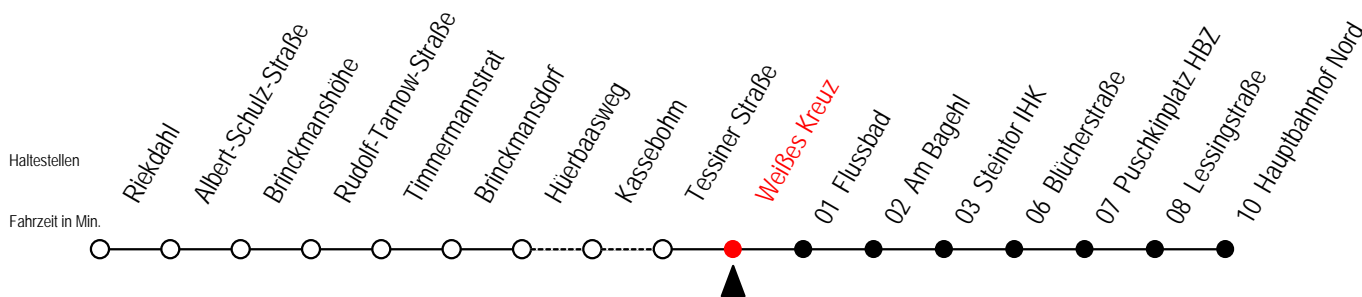 Haltestellen
Fahrzeit in Min.
Riekdahl
Albert-Schulz-Straße
Brinckmanshöhe
Rudolf-Tarnow-Straße
Timmermannstrat
Brinckmansdorf
Hüerbaasweg
Kassebohm
Tessiner Straße
Weißes Kreuz
01 Flussbad
02 Am Bagehl
03 Steintor IHK
06 Blücherstraße
07 Puschkinplatz HBZ
08 Lessingstraße
10 Hauptbahnhof Nord